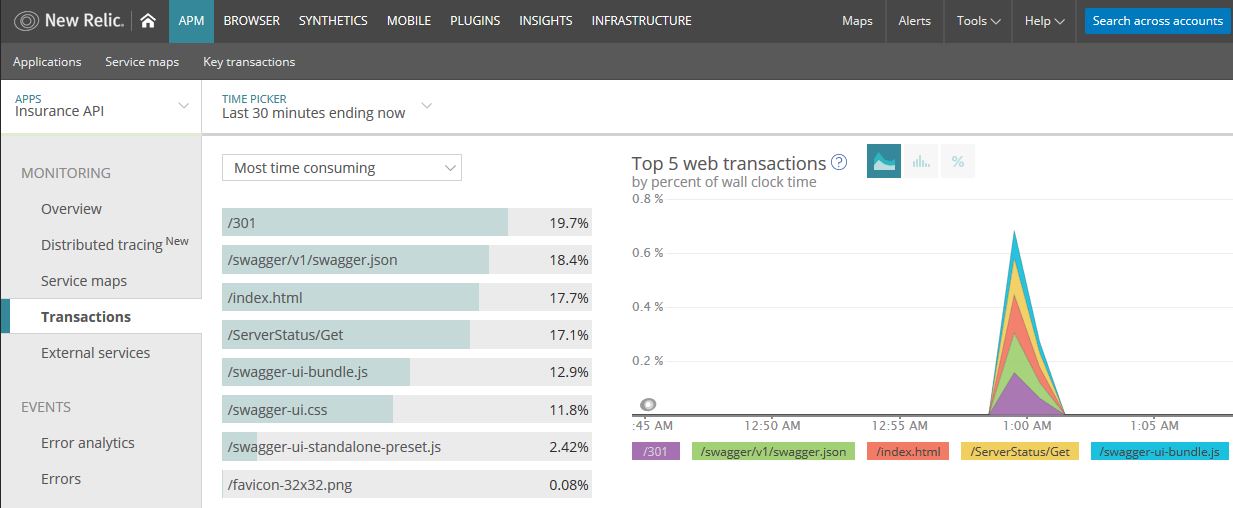 New Relic.
APM BROWSER SYNTHETICS MOBILE PLUGINS INSIGHTS INFRASTRUCTURE Maps Alerts Tools Help Search across accounts
Applications Service maps Key transactions
APPS
Insurance API
TIME PICKER
Last 30 minutes ending now
MONITORING
Overview
Distributed tracing New
Service maps
Transactions
External services
EVENTS
Error analytics
Errors
Most time consuming
/301 19.7%
/swagger/v1/swagger.json 18.4%
/index.html 17.7%
/ServerStatus/Get 17.1%
/swagger-ui-bundle.js 12.9%
/swagger-ui.css 11.8%
/swagger-ui-standalone-preset.js 2.42%
/favicon-32x32.png 0.08%
Top 5 web transactions ? %
by percent of wall clock time
0.8 %
0.6 %
0.4 %
0.2 %
:45 AM 12:50 AM 12:55 AM 1:00 AM 1:05 AM
/301 /swagger/v1/swagger.json /index.html /ServerStatus/Get /swagger-ui-bundle.js